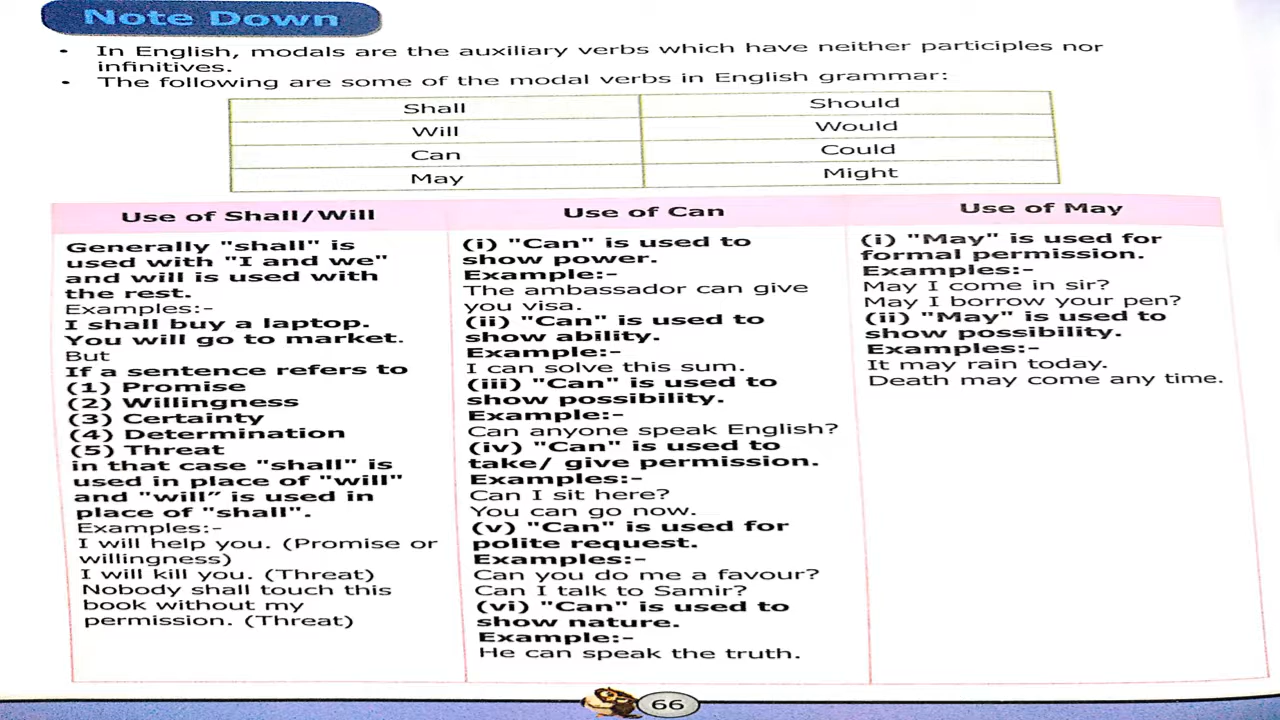 Note Down
• In English, modals are the auxiliary verbs which have neither participles nor
infinitives.
• The following are some of the modal verbs in English grammar:
Shall Should
Will Would
Can Could
May Might
Use of Shall/Will
Generally "shall" is
used with "I and we"
and will is used with
the rest.
Examples:-
I shall buy a laptop.
You will go to market.
But
If a sentence refers to
(1) Promise
(2) Willingness
(3) Certainty
(4) Determination
(5) Threat
in that case "shall" is
used in place of "will"
and "will" is used in
place of "shall".
Examples:-
I will help you. (Promise or
willingness)
I will kill you. (Threat)
Nobody shall touch this
book without my
permission. (Threat)
Use of Can
(i) "Can" is used to
show power.
Example:-
The ambassador can give
you visa.
(ii) "Can" is used to
show ability.
Example:-
I can solve this sum.
(iii) "Can" is used to
show possibility.
Example:-
Can anyone speak English?
(iv) "Can" is used to
take/ give permission.
Examples:-
Can I sit here?
You can go now.
(v) "Can" is used for
polite request.
Examples:-
Can you do me a favour?
Can I talk to Samir?
(vi) "Can" is used to
show nature.
Example:-
He can speak the truth.
Use of May
(i) "May" is used for
formal permission.
Examples:-
May I come in sir?
May I borrow your pen?
(ii) "May" is used to
show possibility.
Examples:-
It may rain today.
Death may come any time.
66